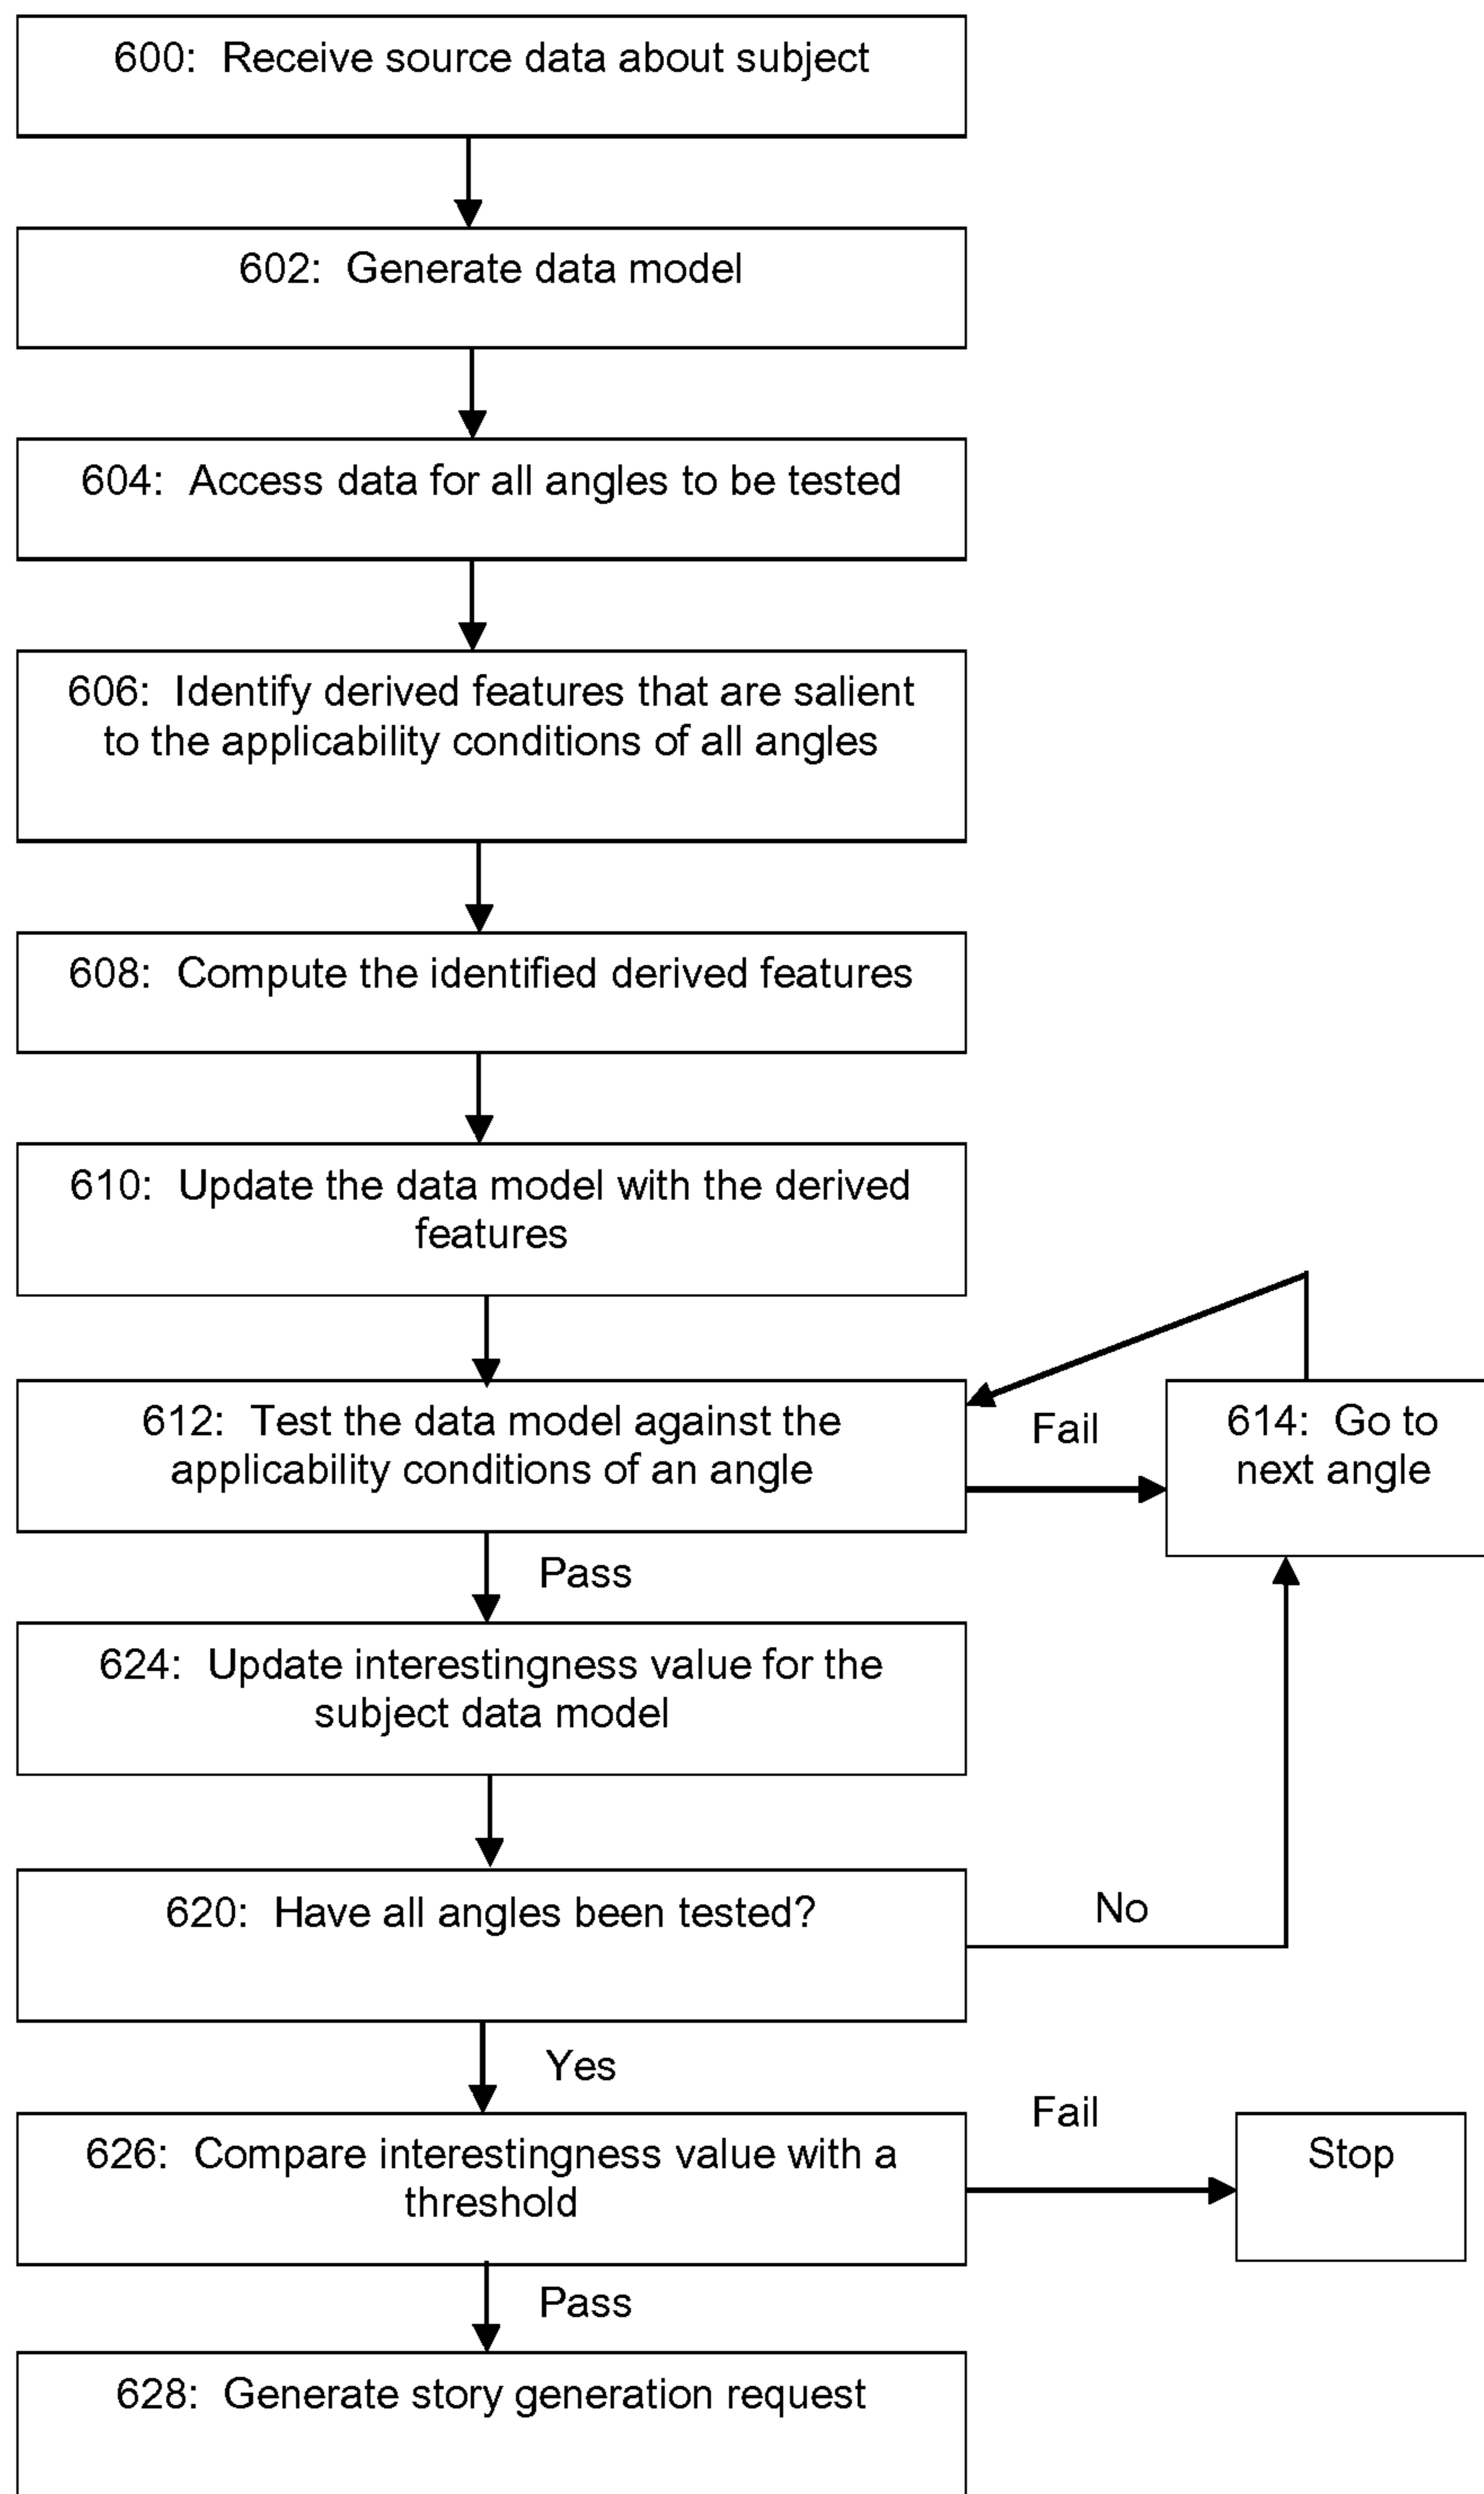 600: Receive source data about subject
602: Generate data model
604: Access data for all angles to be tested
606: Identify derived features that are salient
to the applicability conditions of all angles
608: Compute the identified derived features
610: Update the data model with the derived
features
612: Test the data model against the
applicability conditions of an angle
Fail
614: Go to
next angle
Pass
624: Update interestingness value for the
subject data model
620: Have all angles been tested?
No
Yes
626: Compare interestingness value with a
threshold
Fail
Stop
Pass
628: Generate story generation request